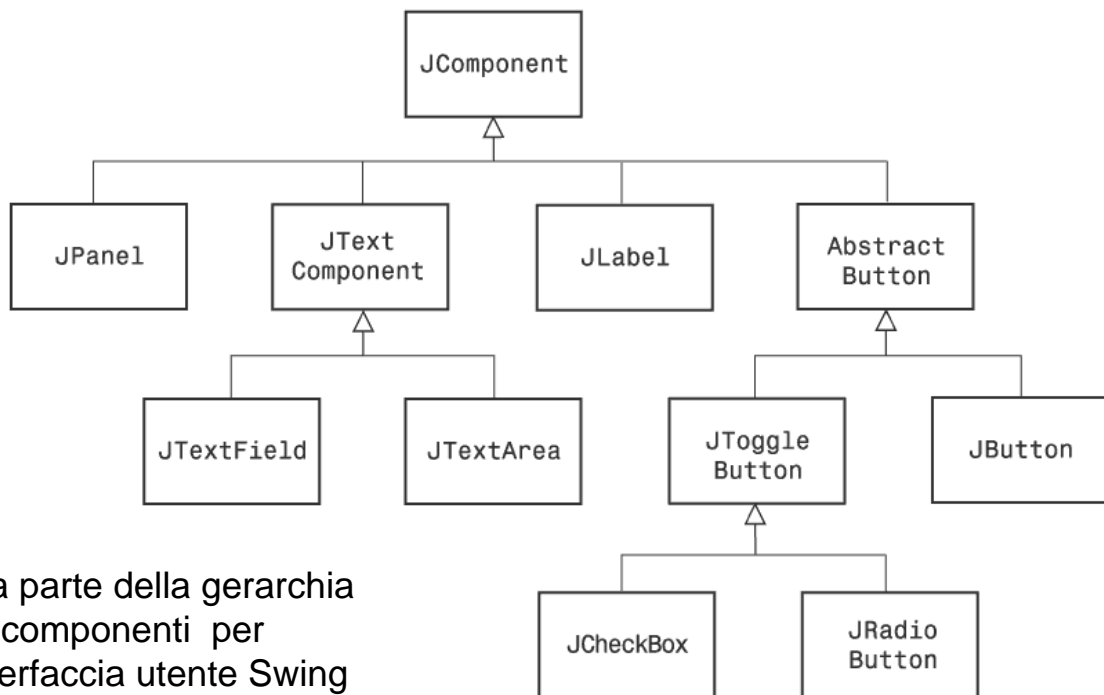 JComponent
JPanel
JText
Component
JLabel
Abstract
Button
JTextField
JTextArea
JToggle
Button
JButton
JCheckBox
JRadio
Button
a parte della gerarchia
componenti per
erfaccia utente Swing